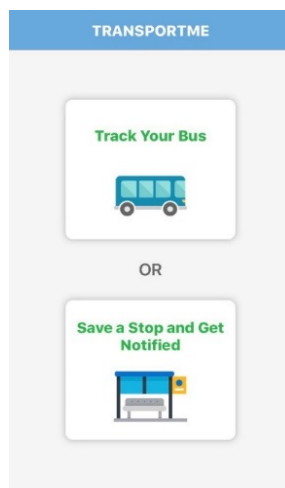 TRANSPORTME
Track Your Bus
OR
Save a Stop and Get
Notified